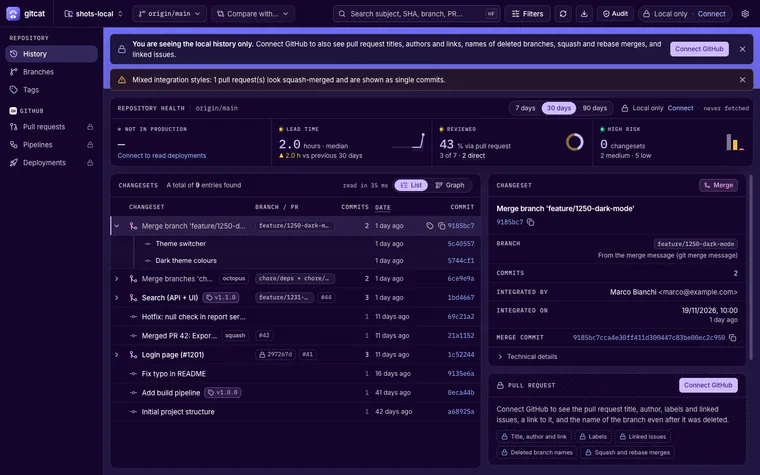 gitcat
shots-local
origin/main
Compare with...
Search subject, SHA, branch, PR...
Filters
Audit
Local only · Connect
REPOSITORY
History
Branches
Tags
GITHUB
Pull requests
Pipelines
Deployments
You are seeing the local history only. Connect GitHub to also see pull request titles, authors and links, names of deleted branches, squash and rebase merges, and
linked issues.
Connect GitHub
Mixed integration styles: 1 pull request(s) look squash-merged and are shown as single commits.
REPOSITORY HEALTH | origin/main
7 days 30 days 90 days
Local only Connect · never fetched
NOT IN PRODUCTION
—
Connect to read deployments
LEAD TIME
2.0 hours · median
2.0 h vs previous 30 days
REVIEWED
43 % via pull request
3 of 7 · 2 direct
HIGH RISK
0 changesets
2 medium · 5 low
CHANGESETS A total of 9 entries found read in 35 ms List Graph
CHANGESET BRANCH / PR COMMITS DATE COMMIT
Merge branch 'feature/1250-d... feature/1250-dark-m... 2 1 day ago 9185bc7
Theme switcher 1 day ago 5c40557
Dark theme colours 1 day ago 5744cf1
Merge branches 'ch... octopus chore/deps + chore/... 2 1 day ago 6ce9e9a
Search (API + UI) v1.1.0 feature/1231-... #44 3 1 day ago 1bd4667
Hotfix: null check in report ser... 1 11 days ago 69c21a2
Merged PR 42: Expor... squash #42 1 11 days ago 21a1152
Login page (#1201) 297267d #41 3 11 days ago 1c52244
Fix typo in README 1 16 days ago 9135e6a
Add build pipeline v1.0.0 1 41 days ago 0eca44b
Initial project structure 1 42 days ago a68925a
CHANGESET
Merge
Merge branch 'feature/1250-dark-mode'
9185bc7
BRANCH feature/1250-dark-mode
From the merge message (git merge message)
COMMITS 2
INTEGRATED BY Marco Bianchi <marco@example.com>
INTEGRATED ON 19/11/2026, 10:00
1 day ago
MERGE COMMIT 9185bc7cca4e30ff411d300447c83be00ec2c950
Technical details
PULL REQUEST
Connect GitHub
Connect GitHub to see the pull request title, author, labels and linked
issues, a link to it, and the name of the branch even after it was deleted.
Title, author and link Labels Linked issues
Deleted branch names Squash and rebase merges